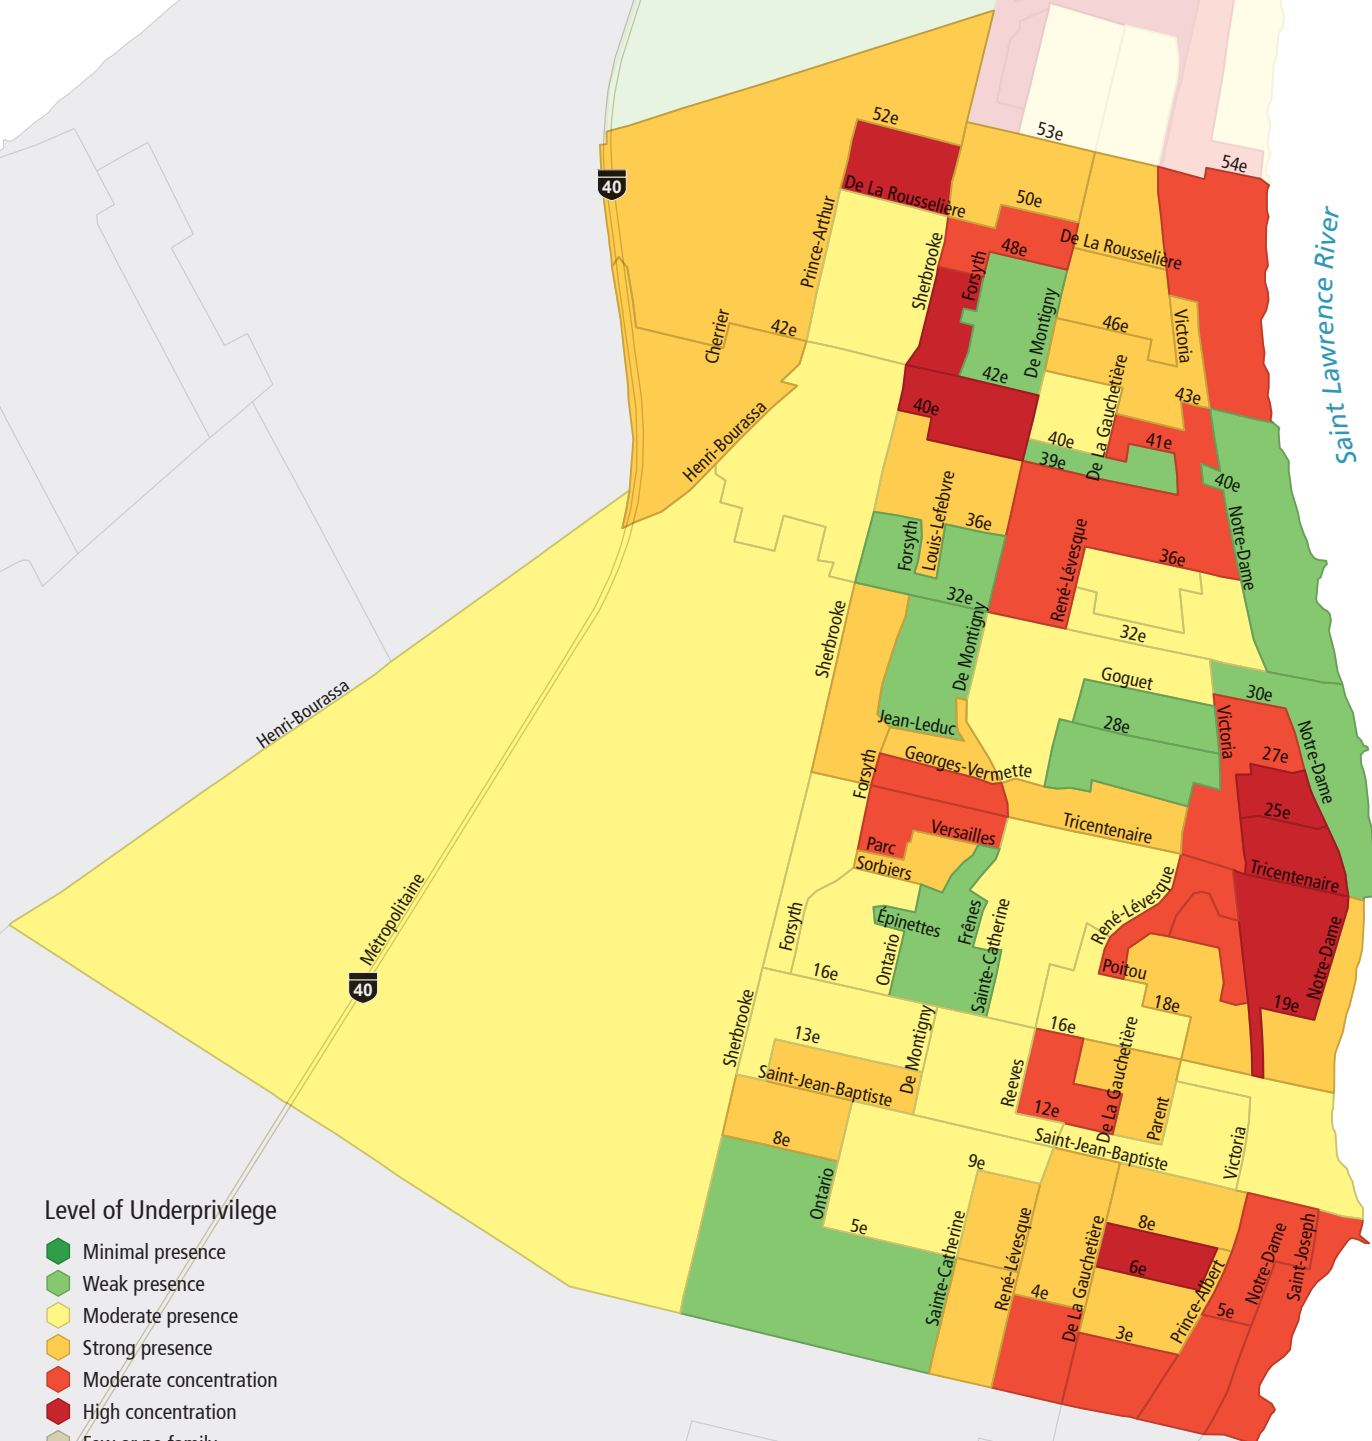 52e
53e
54e
40
De La Rousselière
50e
Prince-Arthur
Sherbrooke
48e
De La Rousselière
Forsyth
De Montigny
Saint Lawrence River
Cherrier
42e
46e
Victoria
42e
De La Gauchetière
43e
40e
Henri-Bourassa
40e
41e
39e
40e
Forsyth
Louis-Lefebvre
36e
René-Lévesque
36e
Notre-Dame
32e
32e
Sherbrooke
De Montigny
Goguet
30e
Henri-Bourassa
Jean-Leduc
28e
Victoria
Notre-Dame
27e
Forsyth
Georges-Vermette
25e
Versailles
Tricentenaire
Parc
Sorbiers
Tricentenaire
Métropolitaine
40
Forsyth
Épinettes
Ontario
Frênes
Sainte-Catherine
René-Lévesque
Poitou
Notre-Dame
16e
18e
19e
Sherbrooke
13e
De Montigny
16e
Reeves
De La Gauchetière
Saint-Jean-Baptiste
12e
Parent
Victoria
8e
Saint-Jean-Baptiste
9e
Ontario
5e
Sainte-Catherine
René-Lévesque
De La Gauchetière
8e
6e
Prince-Albert
Notre-Dame
Saint-Joseph
4e
3e
5e
Level of Underprivilege
Minimal presence
Weak presence
Moderate presence
Strong presence
Moderate concentration
High concentration